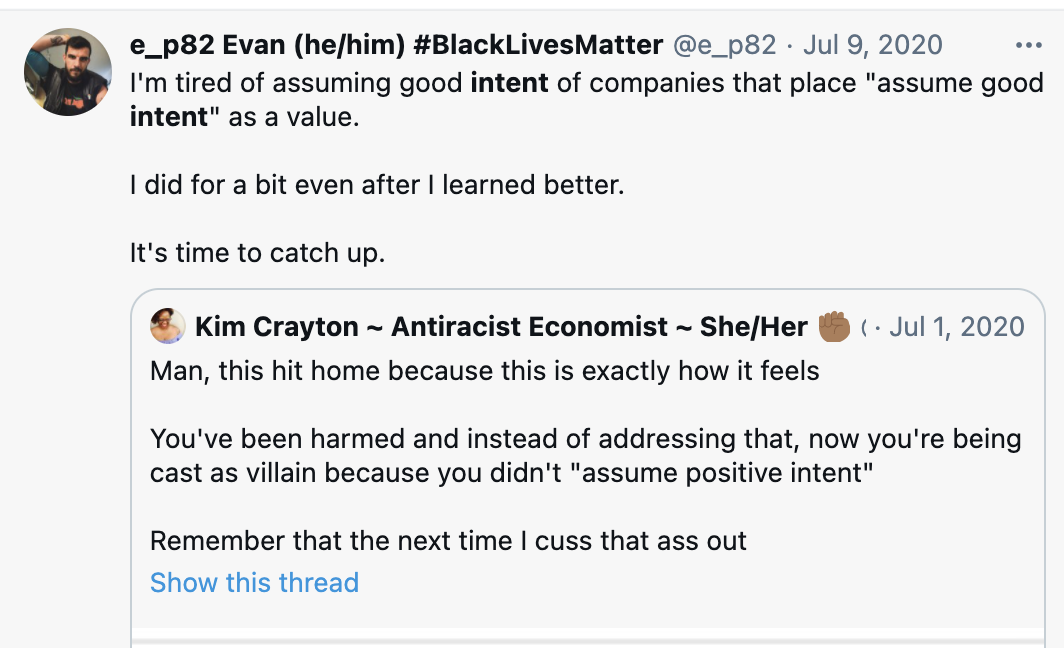 e_p82 Evan (he/him) #BlackLivesMatter @e_p82 · Jul 9, 2020
I'm tired of assuming good intent of companies that place "assume good
intent" as a value.
I did for a bit even after I learned better.
It's time to catch up.
Kim Crayton ~ Antiracist Economist ~ She/Her ✊🏾 ( · Jul 1, 2020
Man, this hit home because this is exactly how it feels
You've been harmed and instead of addressing that, now you're being
cast as villain because you didn't "assume positive intent"
Remember that the next time I cuss that ass out
Show this thread